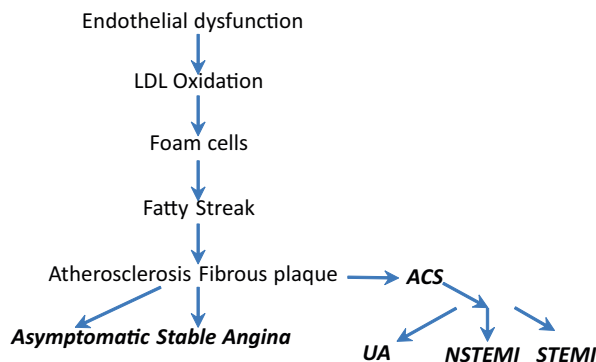 Endothelial dysfunction
LDL Oxidation
Foam cells
Fatty Streak
Atherosclerosis Fibrous plaque
ACS
Asymptomatic Stable Angina
UA
NSTEMI
STEMI